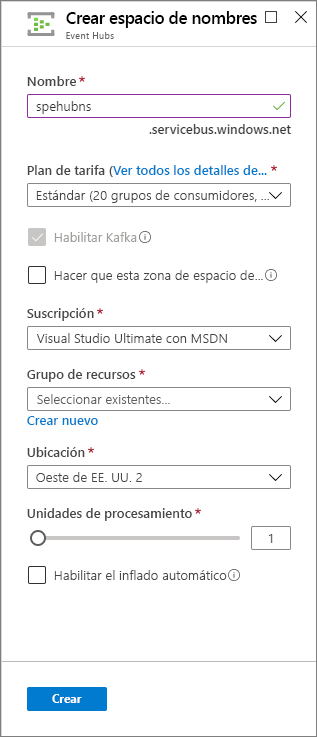 Crear espacio de nombres
Event Hubs
Nombre *
spehubns
.servicebus.windows.net
Plan de tarifa (Ver todos los detalles de... *
Estándar (20 grupos de consumidores, ...
Habilitar Kafka
Hacer que esta zona de espacio de...
Suscripción *
Visual Studio Ultimate con MSDN
Grupo de recursos *
Seleccionar existentes...
Crear nuevo
Ubicación *
Oeste de EE. UU. 2
Unidades de procesamiento *
1
Habilitar el inflado automático
Crear